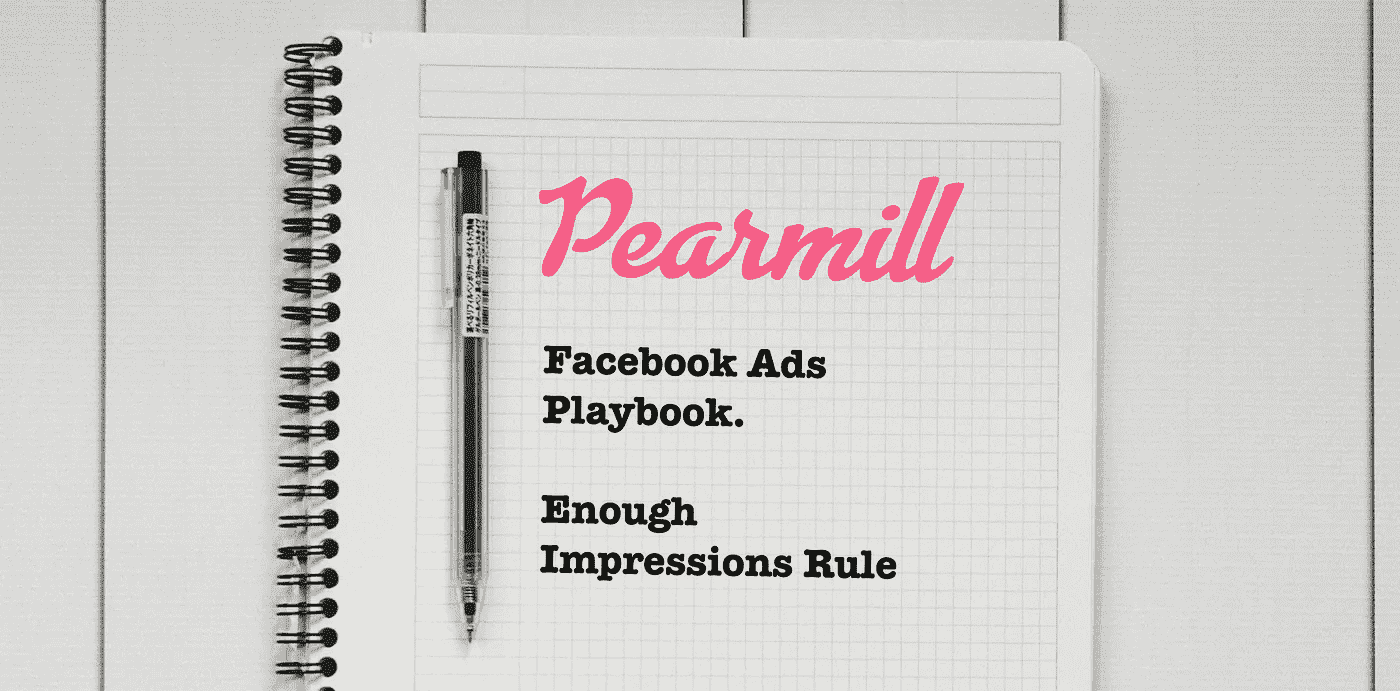 Pearmill
Facebook Ads
Playbook.
Enough
Impressions Rule